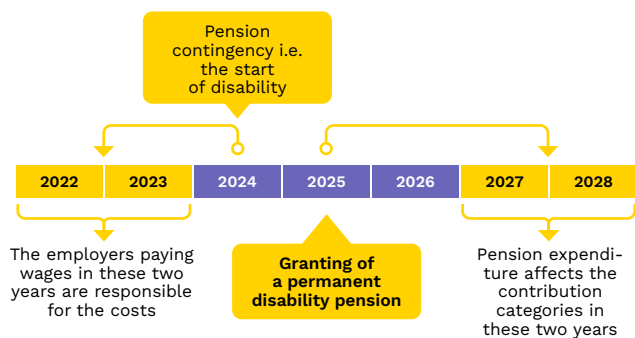 Pension
contingency i.e.
the start
of disability
2022 2023 2024 2025 2026 2027 2028
The employers paying
wages in these two
years are responsible
for the costs
Granting of
a permanent
disability pension
Pension expendi-
ture affects the
contribution
categories in
these two years